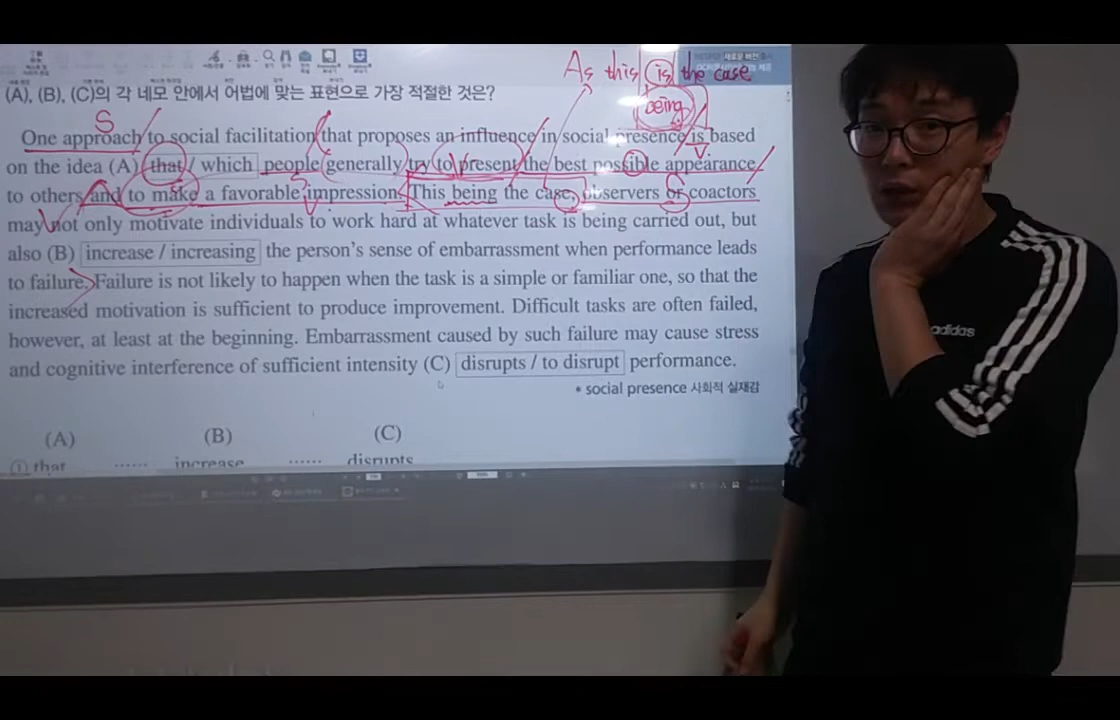 As this is the case
being
(A), (B), (C)의 각 네모 안에서 어법에 맞는 표현으로 가장 적절한 것은?
S
One approach to social facilitation that proposes an influence in social presence is based
V
on the idea (A) that / which people generally try to present the best possible appearance
to others and to make a favorable impression. This being the case, observers or coactors
S
V
may not only motivate individuals to work hard at whatever task is being carried out, but
also (B) increase / increasing the person's sense of embarrassment when performance leads
to failure. Failure is not likely to happen when the task is a simple or familiar one, so that the
increased motivation is sufficient to produce improvement. Difficult tasks are often failed,
however, at least at the beginning. Embarrassment caused by such failure may cause stress
and cognitive interference of sufficient intensity (C) disrupts / to disrupt performance.
* social presence 사회적 실재감
(A) (B) (C)
① that ...... increase ...... disrupts
adidas